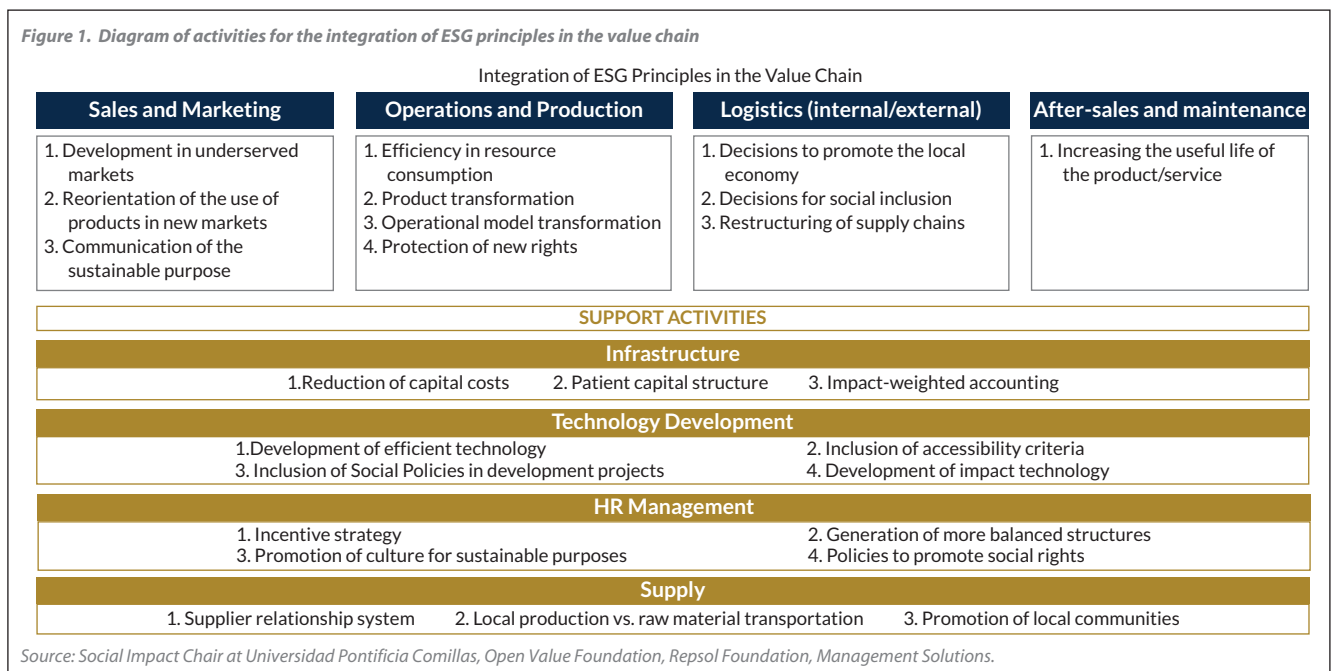 Figure 1. Diagram of activities for the integration of ESG principles in the value chain
Integration of ESG Principles in the Value Chain
Sales and Marketing
1. Development in underserved
markets
2. Reorientation of the use of
products in new markets
3. Communication of the
sustainable purpose
Operations and Production
1. Efficiency in resource
consumption
2. Product transformation
3. Operational model transformation
4. Protection of new rights
Logistics (internal/external)
1. Decisions to promote the local
economy
2. Decisions for social inclusion
3. Restructuring of supply chains
After-sales and maintenance
1. Increasing the useful life of
the product/service
SUPPORT ACTIVITIES
Infrastructure
1.Reduction of capital costs 2. Patient capital structure 3. Impact-weighted accounting
Technology Development
1.Development of efficient technology 2. Inclusion of accessibility criteria
3. Inclusion of Social Policies in development projects 4. Development of impact technology
HR Management
1. Incentive strategy 2. Generation of more balanced structures
3. Promotion of culture for sustainable purposes 4. Policies to promote social rights
Supply
1. Supplier relationship system 2. Local production vs. raw material transportation 3. Promotion of local communities
Source: Social Impact Chair at Universidad Pontificia Comillas, Open Value Foundation, Repsol Foundation, Management Solutions.